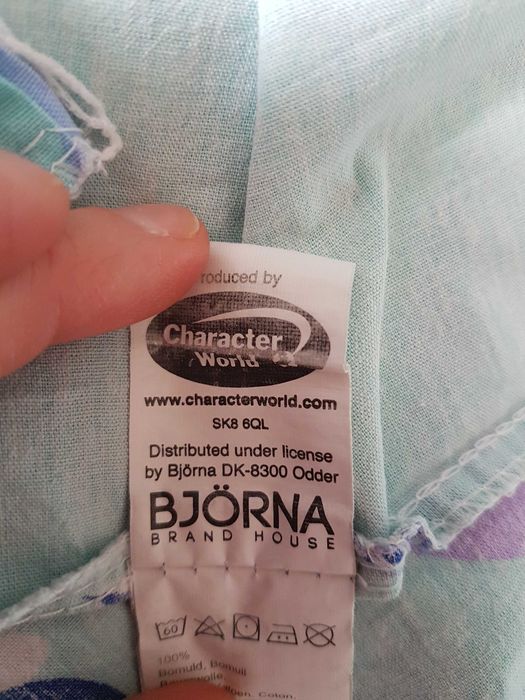 roduced by
Character
World
www.characterworld.com
SK8 6QL
Distributed under license
by Björna DK-8300 Odder
BJÖRNA
BRAND HOUSE
60
100%
Bomuld, Bomull
Coton,